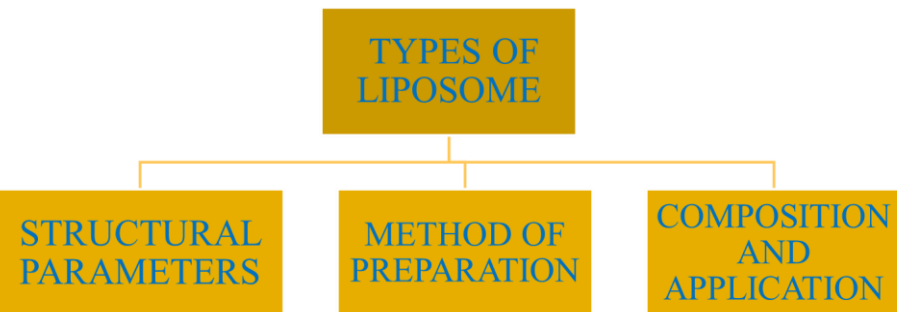 TYPES OF
LIPOSOME
STRUCTURAL
PARAMETERS
METHOD OF
PREPARATION
COMPOSITION
AND
APPLICATION